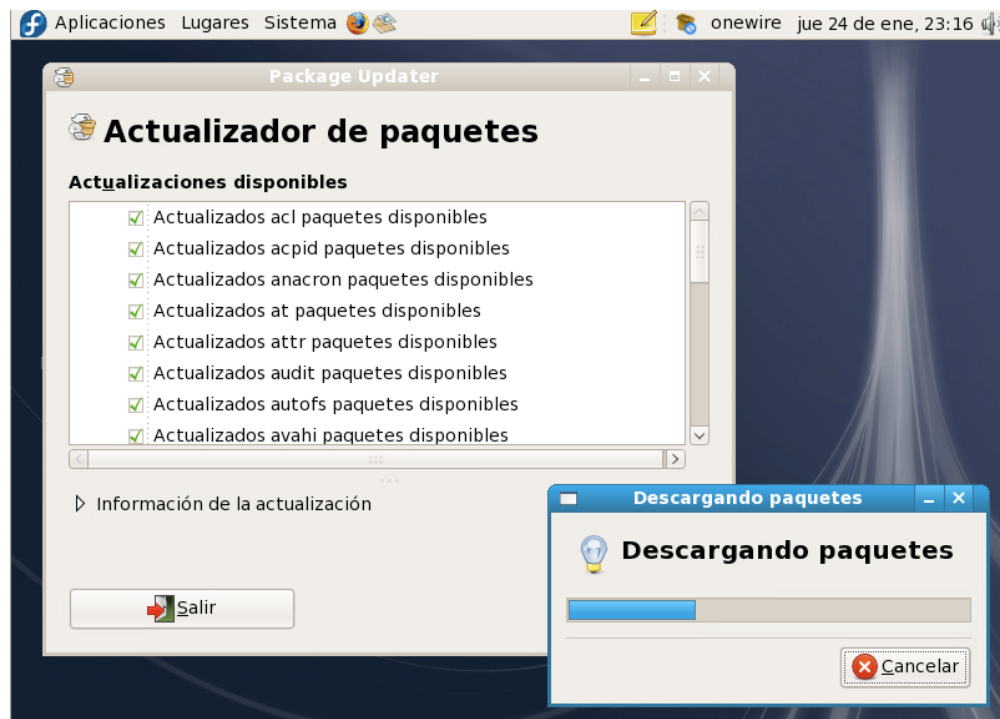 Aplicaciones Lugares Sistema onewire jue 24 de ene, 23:16
Package Updater
Actualizador de paquetes
Actualizaciones disponibles
Actualizados acl paquetes disponibles
Actualizados acpid paquetes disponibles
Actualizados anacron paquetes disponibles
Actualizados at paquetes disponibles
Actualizados attr paquetes disponibles
Actualizados audit paquetes disponibles
Actualizados autofs paquetes disponibles
Actualizados avahi paquetes disponibles
Información de la actualización
Salir
Descargando paquetes
Descargando paquetes
Cancelar